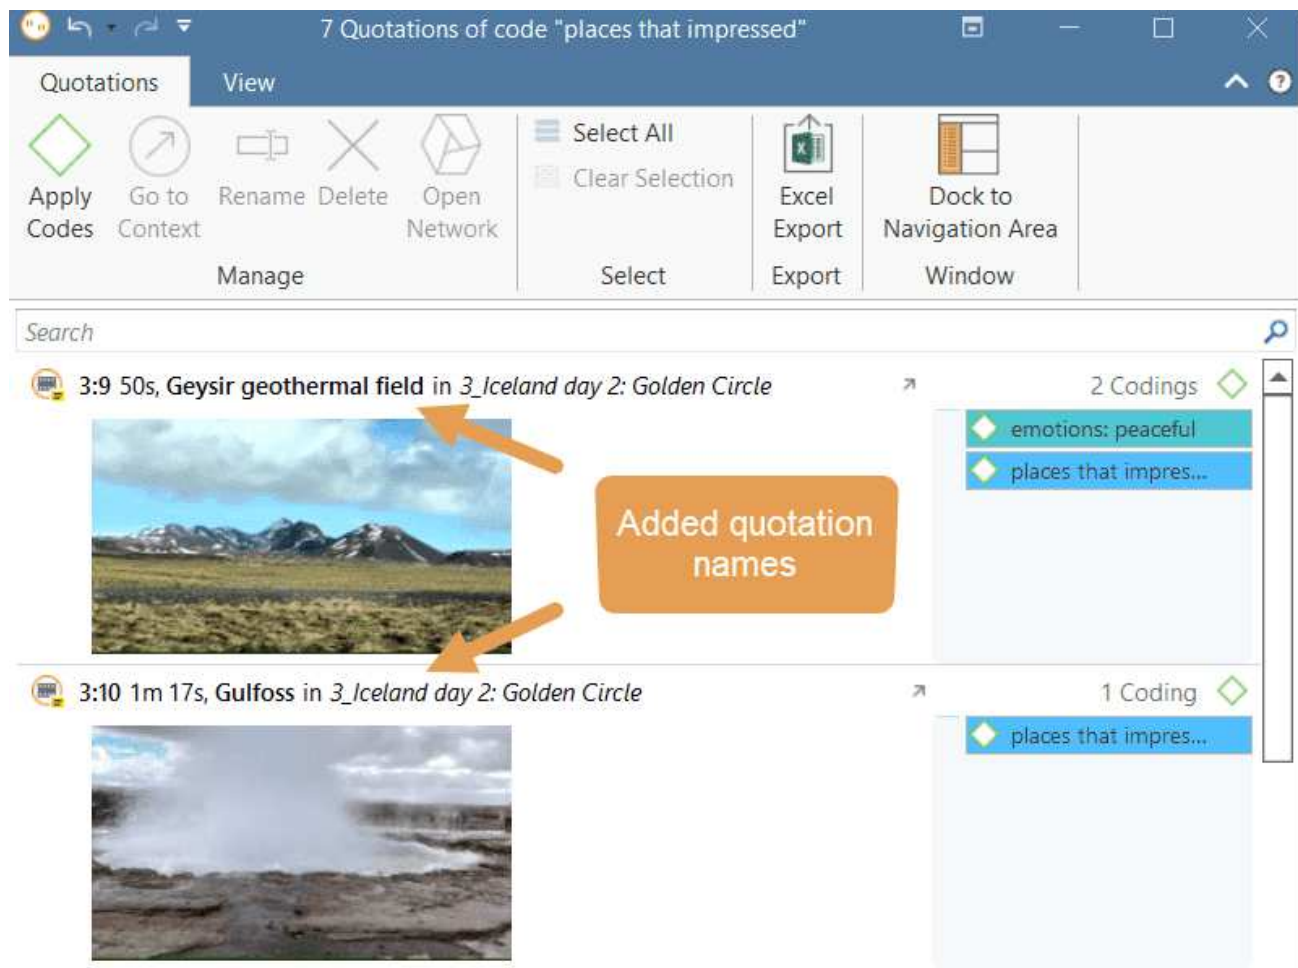 7 Quotations of code "places that impressed"
Quotations View
Apply Codes
Go to Context
Rename
Delete
Open Network
Manage
Select All
Clear Selection
Select
Excel Export
Export
Dock to Navigation Area
Window
Search
3:9 50s, Geysir geothermal field in 3_Iceland day 2: Golden Circle
2 Codings
emotions: peaceful
places that impres...
Added quotation
names
3:10 1m 17s, Gulfoss in 3_Iceland day 2: Golden Circle
1 Coding
places that impres...